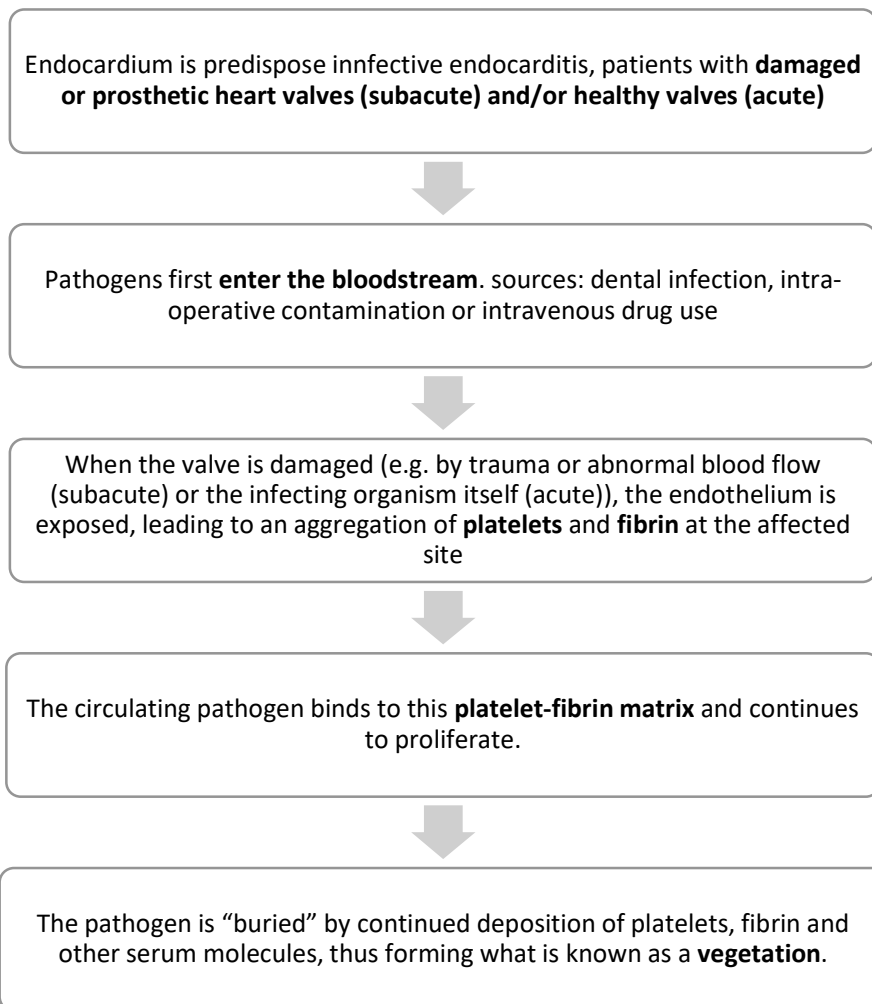 Endocardium is predispose innfective endocarditis, patients with damaged
or prosthetic heart valves (subacute) and/or healthy valves (acute)
Pathogens first enter the bloodstream. sources: dental infection, intra-
operative contamination or intravenous drug use
When the valve is damaged (e.g. by trauma or abnormal blood flow
(subacute) or the infecting organism itself (acute)), the endothelium is
exposed, leading to an aggregation of platelets and fibrin at the affected
site
The circulating pathogen binds to this platelet-fibrin matrix and continues
to proliferate.
The pathogen is “buried” by continued deposition of platelets, fibrin and
other serum molecules, thus forming what is known as a vegetation.